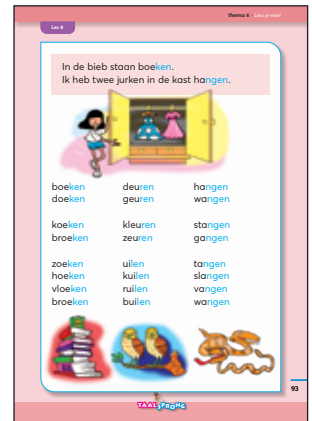 thema 4 - Lees je mee?
Les 8
In de bieb staan boeken.
Ik heb twee jurken in de kast hangen.
boeken deuren hangen
doeken geuren wangen
koeken kleuren stangen
broeken zeuren gangen
zoeken uilen tangen
hoeken kuilen slangen
vloeken ruilen vangen
broeken builen wangen
93
TAALSPRONG